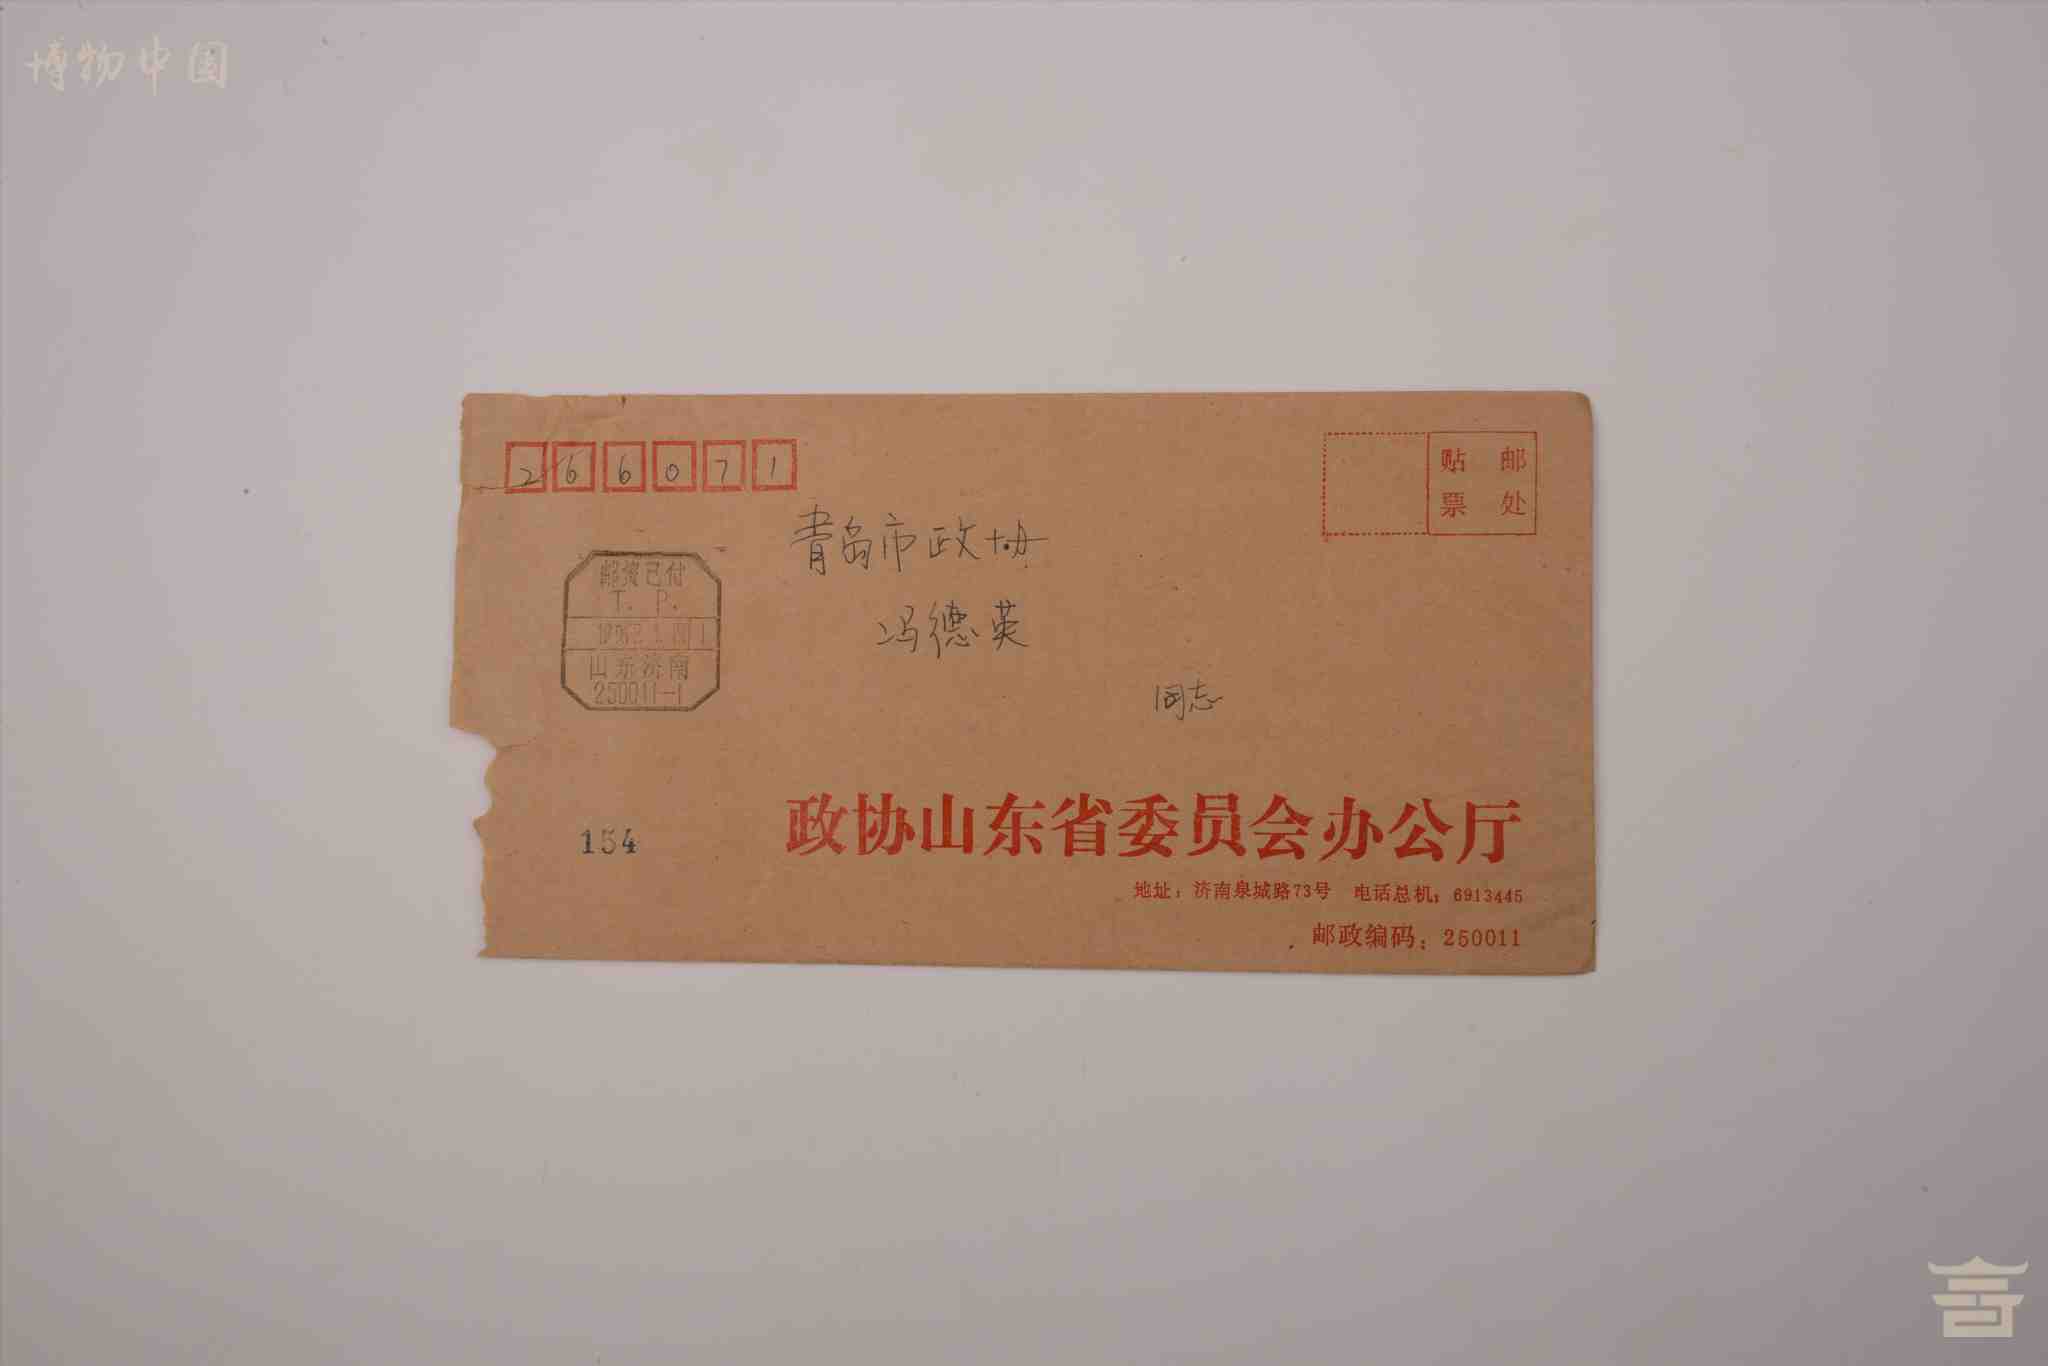 博物中国
266071
贴 邮
票 处
青岛市政协
冯德英
同志
邮资已付
T. P.
山东济南
250011-1
154
政协山东省委员会办公厅
地址：济南泉城路73号 电话总机：6913445
邮政编码：250011